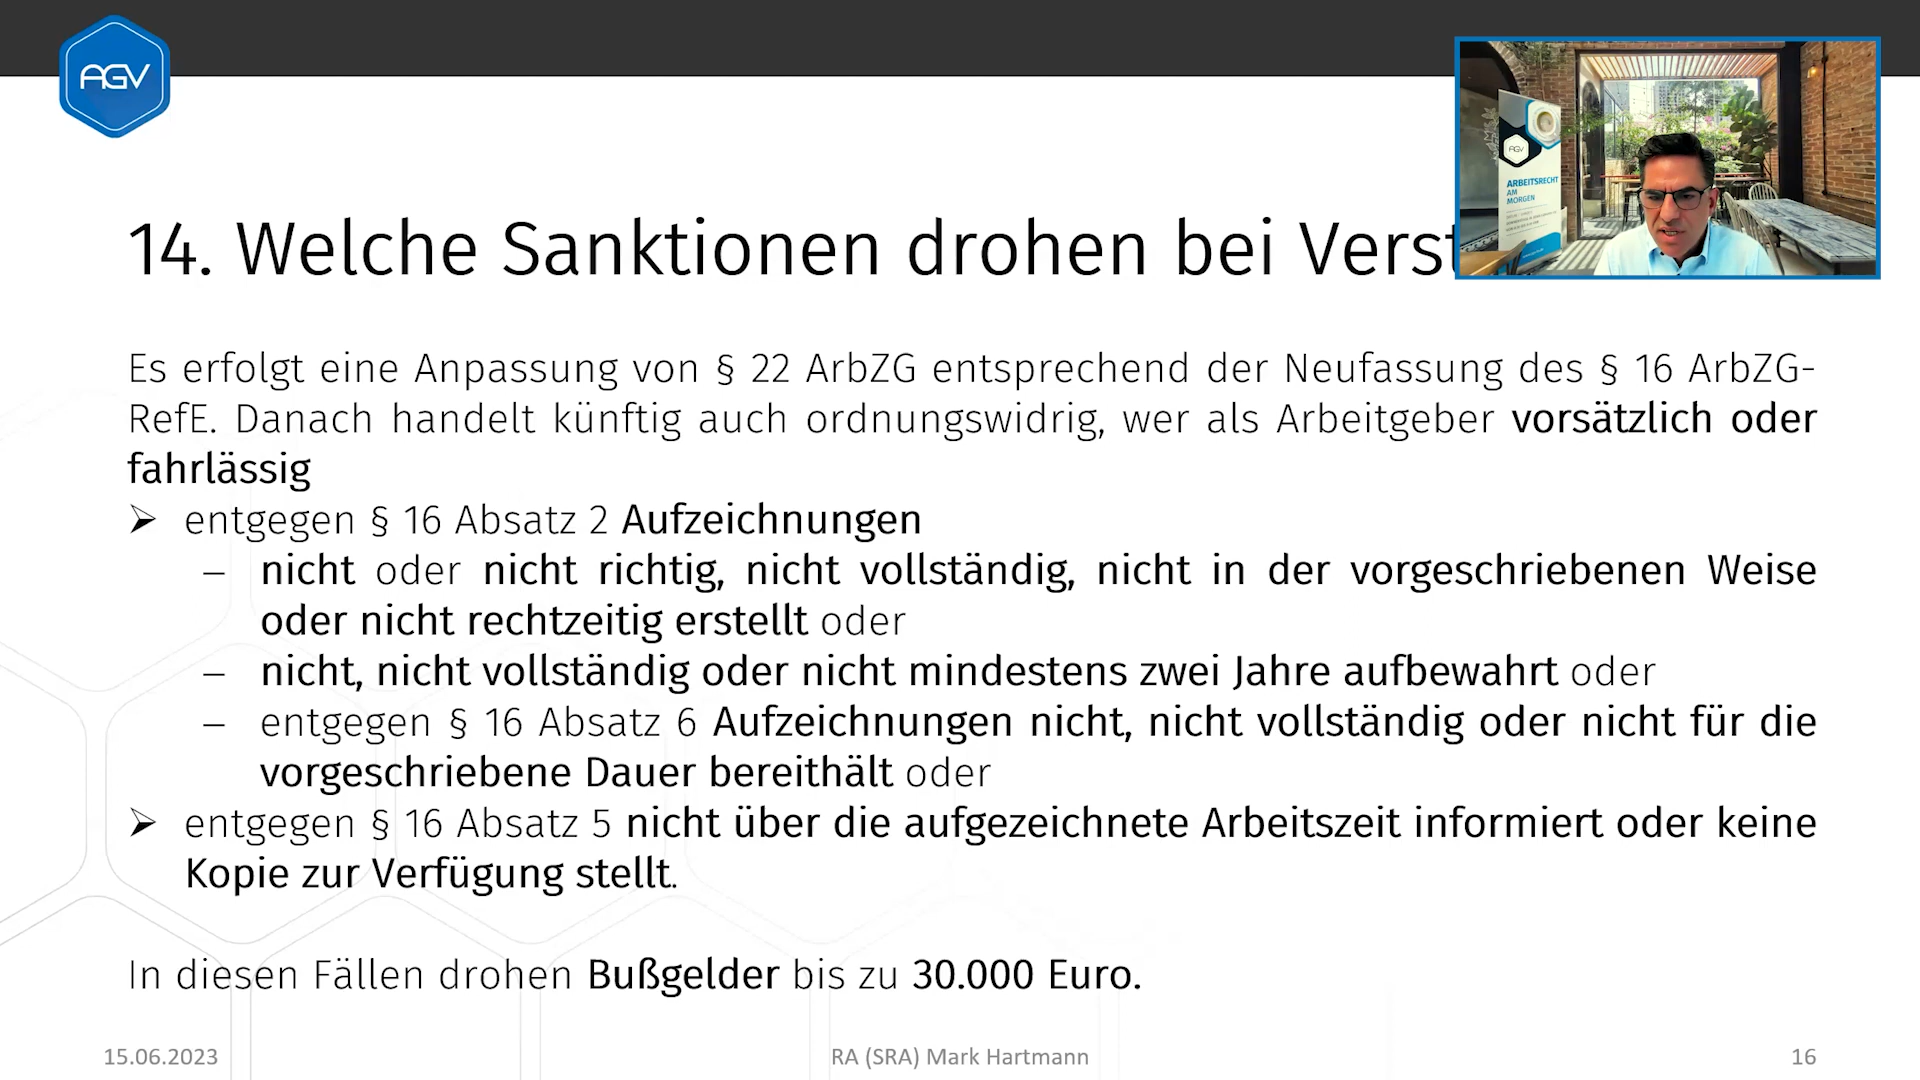 AGV
AGV
ARBEITSRECHT
AM
MORGEN
14. Welche Sanktionen drohen bei Verst
Es erfolgt eine Anpassung von § 22 ArbZG entsprechend der Neufassung des § 16 ArbZG-
RefE. Danach handelt künftig auch ordnungswidrig, wer als Arbeitgeber vorsätzlich oder
fahrlässig
➢ entgegen § 16 Absatz 2 Aufzeichnungen
– nicht oder nicht richtig, nicht vollständig, nicht in der vorgeschriebenen Weise
oder nicht rechtzeitig erstellt oder
– nicht, nicht vollständig oder nicht mindestens zwei Jahre aufbewahrt oder
– entgegen § 16 Absatz 6 Aufzeichnungen nicht, nicht vollständig oder nicht für die
vorgeschriebene Dauer bereithält oder
➢ entgegen § 16 Absatz 5 nicht über die aufgezeichnete Arbeitszeit informiert oder keine
Kopie zur Verfügung stellt.
In diesen Fällen drohen Bußgelder bis zu 30.000 Euro.
15.06.2023
RA (SRA) Mark Hartmann
16